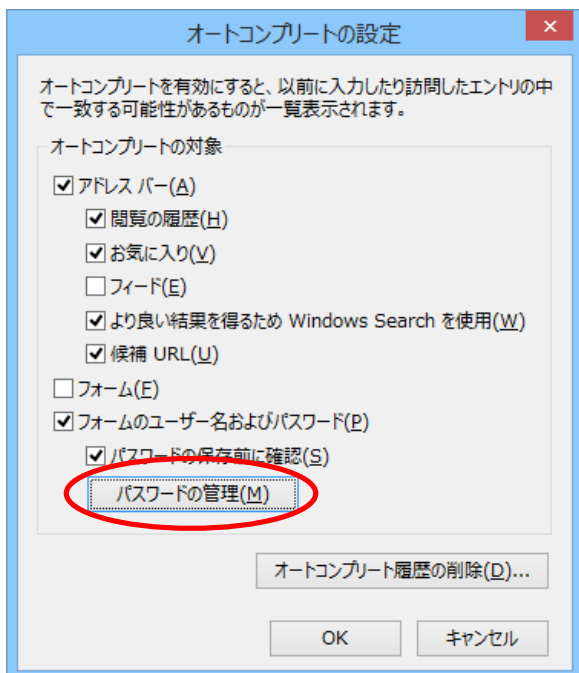 オートコンプリートの設定
オートコンプリートを有効にすると、以前に入力したり訪問したエントリの中
で一致する可能性があるものが一覧表示されます。
オートコンプリートの対象
アドレス バー(A)
閲覧の履歴(H)
お気に入り(V)
フィード(E)
より良い結果を得るため Windows Search を使用(W)
候補 URL(U)
フォーム(F)
フォームのユーザー名およびパスワード(P)
パスワードの保存前に確認(S)
パスワードの管理(M)
オートコンプリート履歴の削除(D)...
OK
キャンセル